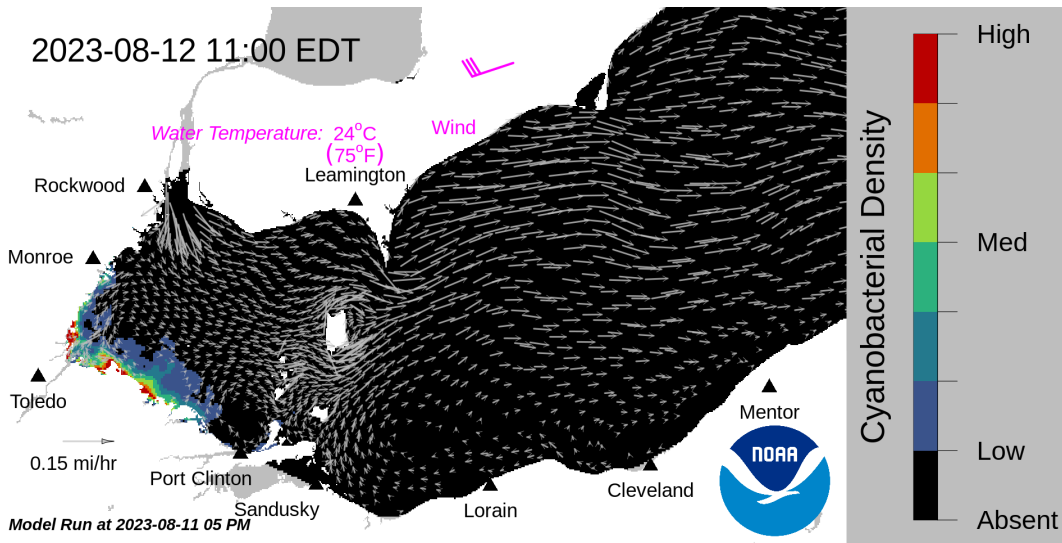 2023-08-12 11:00 EDT
High
Wind
Water Temperature: 24°C
(75°F)
Leamington
Rockwood
Monroe
Med
Cyanobacterial Density
Toledo
Mentor
NOAA
0.15 mi/hr
Port Clinton
Low
Cleveland
Sandusky
Lorain
Model Run at 2023-08-11 05 PM
Absent